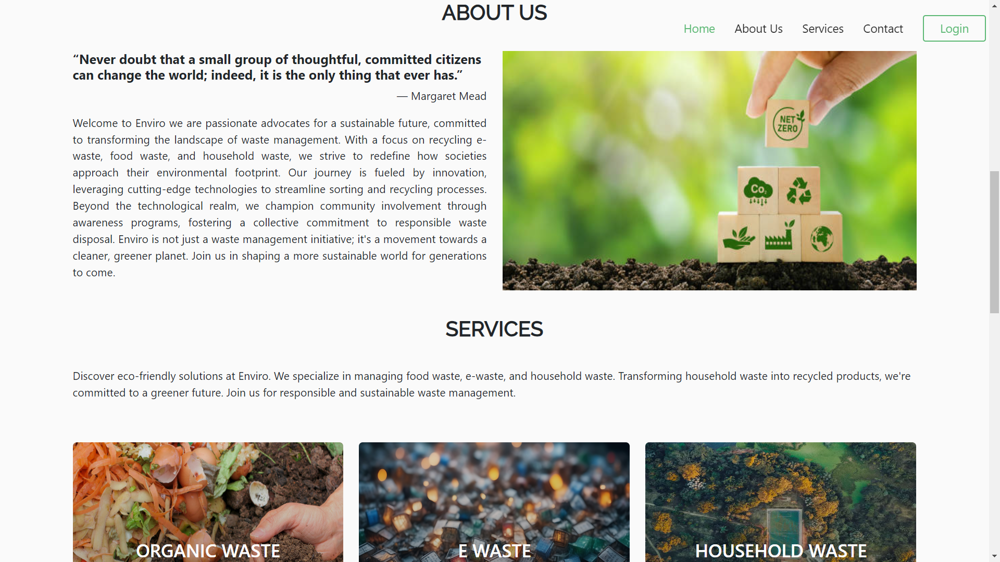 ABOUT US
Home About Us Services Contact Login
“Never doubt that a small group of thoughtful, committed citizens
can change the world; indeed, it is the only thing that ever has.”
— Margaret Mead
Welcome to Enviro we are passionate advocates for a sustainable future, committed
to transforming the landscape of waste management. With a focus on recycling e-
waste, food waste, and household waste, we strive to redefine how societies
approach their environmental footprint. Our journey is fueled by innovation,
leveraging cutting-edge technologies to streamline sorting and recycling processes.
Beyond the technological realm, we champion community involvement through
awareness programs, fostering a collective commitment to responsible waste
disposal. Enviro is not just a waste management initiative; it's a movement towards a
cleaner, greener planet. Join us in shaping a more sustainable world for generations
to come.
NET
ZERO
Co₂
SERVICES
Discover eco-friendly solutions at Enviro. We specialize in managing food waste, e-waste, and household waste. Transforming household waste into recycled products, we're
committed to a greener future. Join us for responsible and sustainable waste management.
ORGANIC WASTE
E WASTE
HOUSEHOLD WASTE